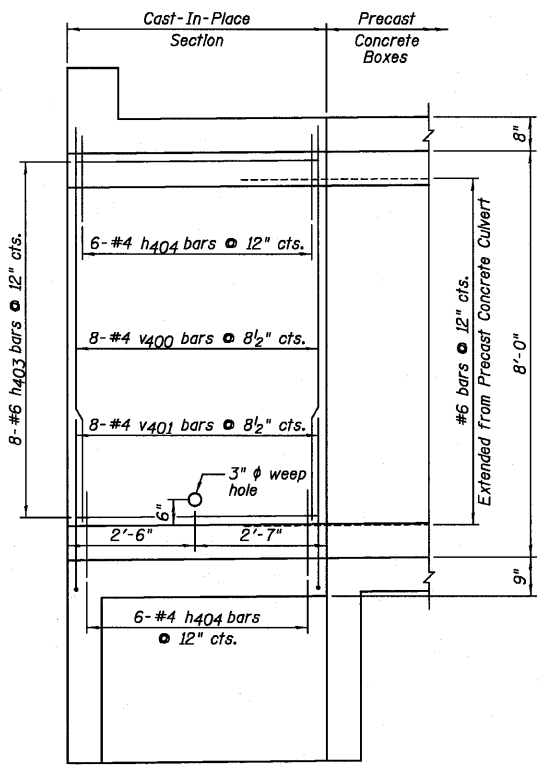 Cast-In-Place
Section
Precast
Concrete
Boxes
8"
6-#4 h404 bars @ 12" cts.
8-#6 h403 bars @ 12" cts.
8-#4 v400 bars @ 8½" cts.
#6 bars @ 12" cts.
Extended from Precast Concrete Culvert
8'-0"
8-#4 v401 bars @ 8½" cts.
3" ϕ weep
hole
6"
2'-6"
2'-7"
9"
6-#4 h404 bars
@ 12" cts.